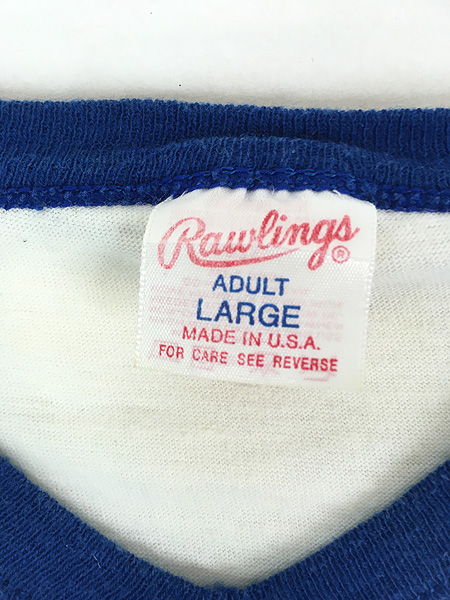 Rawlings®
ADULT
LARGE
MADE IN U.S.A.
FOR CARE SEE REVERSE